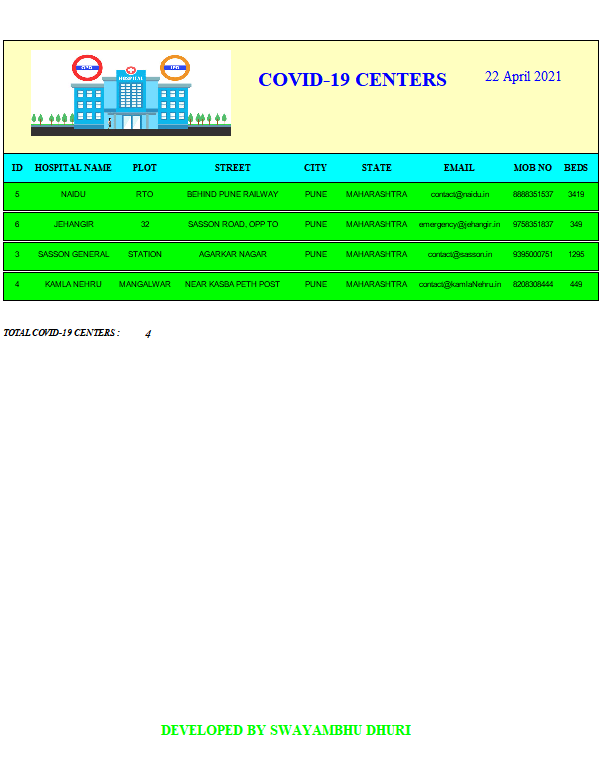 HOSPITAL
COVID-19 CENTERS
22 April 2021
ID HOSPITAL NAME PLOT STREET CITY STATE EMAIL MOB NO BEDS
5 NAIDU RTO BEHIND PUNE RAILWAY PUNE MAHARASHTRA contact@naidu.in 8888351537 3419
6 JEHANGIR 32 SASSON ROAD, OPP TO PUNE MAHARASHTRA emergency@jehangir.in 9758351837 349
3 SASSON GENERAL STATION AGARKAR NAGAR PUNE MAHARASHTRA contact@sasson.in 9395000751 1295
4 KAMLA NEHRU MANGALWAR NEAR KASBA PETH POST PUNE MAHARASHTRA contact@kamlaNehru.in 8208308444 449
TOTAL COVID-19 CENTERS : 4
DEVELOPED BY SWAYAMBHU DHURI